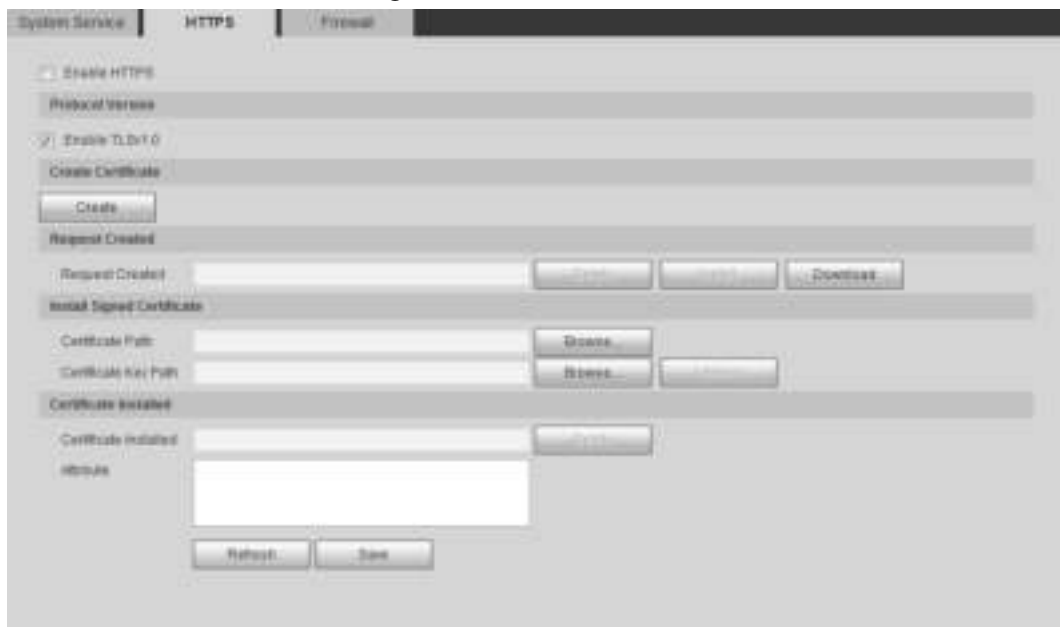 System Service HTTPS Firewall
Enable HTTPS
Protocol Version
Enable TLSv1.0
Create Certificate
Create
Request Created
Request Created Download
Install Signed Certificate
Certificate Path Browse...
Certificate Key Path Browse...
Certificate Installed
Certificate Installed
Attribute
Refresh Save